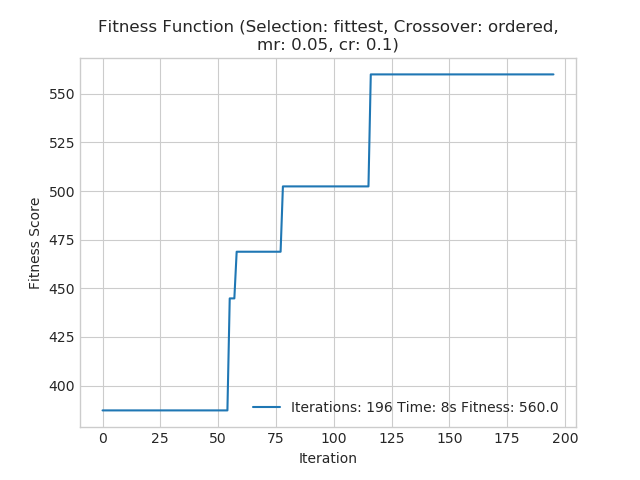 Fitness Function (Selection: fittest, Crossover: ordered,
mr: 0.05, cr: 0.1)
Fitness Score
550
525
500
475
450
425
400
Iterations: 196 Time: 8s Fitness: 560.0
0 25 50 75 100 125 150 175 200
Iteration